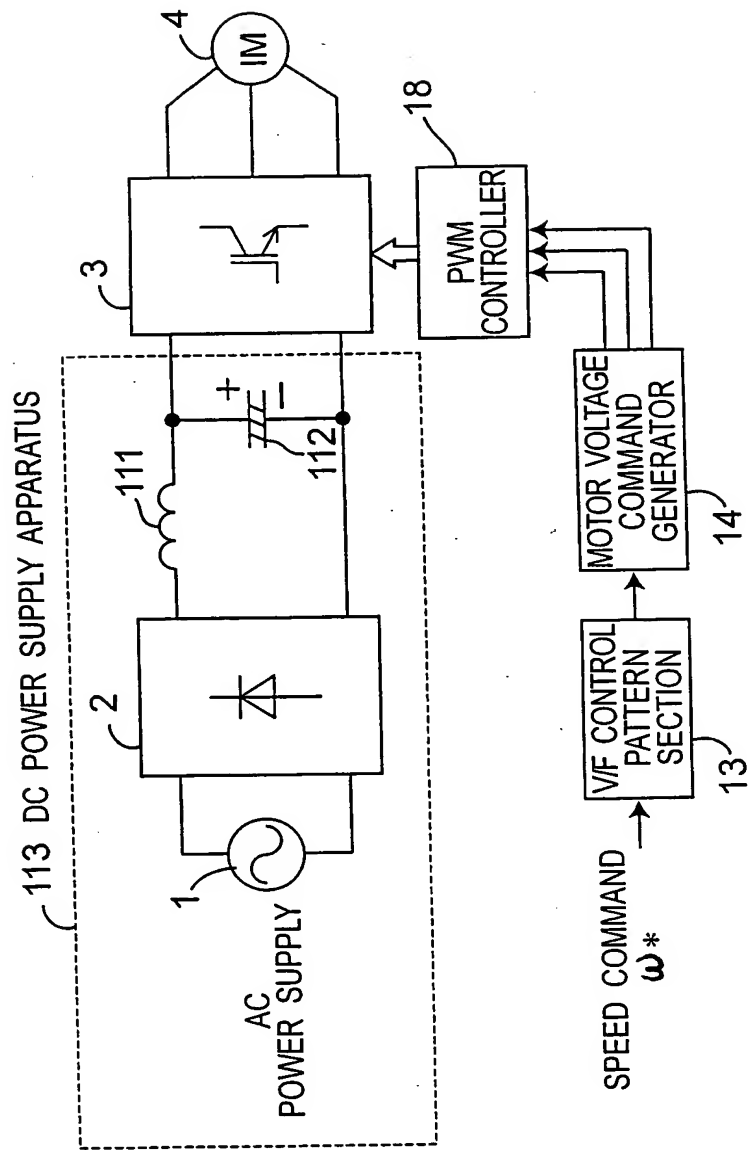 113 DC POWER SUPPLY APPARATUS
2
111
3
4
IM
+
−
112
1
AC
POWER SUPPLY
18
PWM
CONTROLLER
MOTOR VOLTAGE
COMMAND
GENERATOR
14
V/F CONTROL
PATTERN
SECTION
13
SPEED COMMAND
ω*